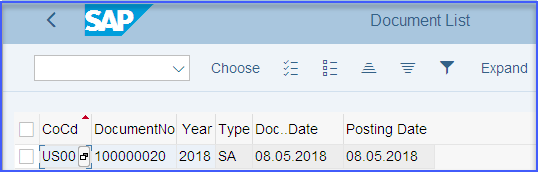 SAP Document List
Choose Expand
CoCd DocumentNo Year Type Doc..Date Posting Date
US00 100000020 2018 SA 08.05.2018 08.05.2018